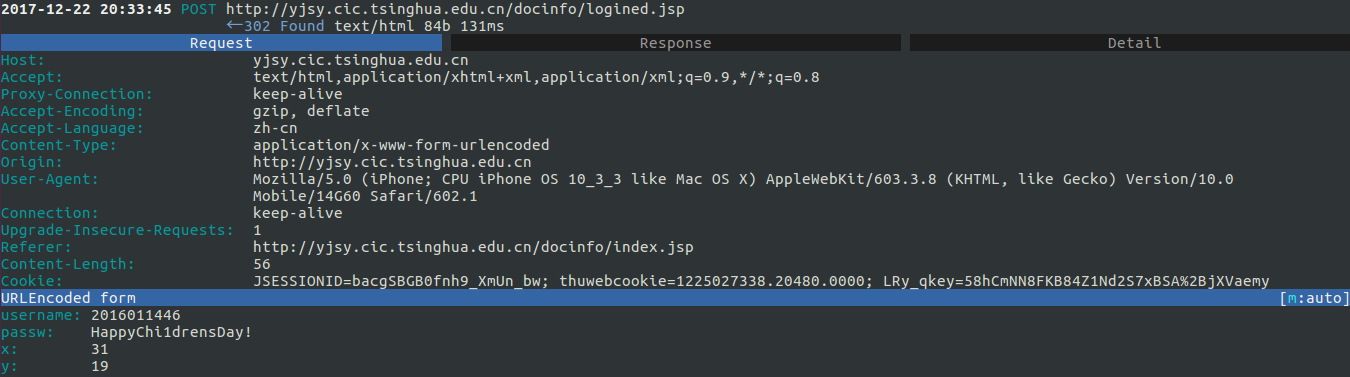 2017-12-22 20:33:45 POST http://yjsy.cic.tsinghua.edu.cn/docinfo/logined.jsp
←302 Found text/html 84b 131ms
Request Response Detail
Host: yjsy.cic.tsinghua.edu.cn
Accept: text/html,application/xhtml+xml,application/xml;q=0.9,*/*;q=0.8
Proxy-Connection: keep-alive
Accept-Encoding: gzip, deflate
Accept-Language: zh-cn
Content-Type: application/x-www-form-urlencoded
Origin: http://yjsy.cic.tsinghua.edu.cn
User-Agent: Mozilla/5.0 (iPhone; CPU iPhone OS 10_3_3 like Mac OS X) AppleWebKit/603.3.8 (KHTML, like Gecko) Version/10.0
Mobile/14G60 Safari/602.1
Connection: keep-alive
Upgrade-Insecure-Requests: 1
Referer: http://yjsy.cic.tsinghua.edu.cn/docinfo/index.jsp
Content-Length: 56
Cookie: JSESSIONID=bacgSBGB0fnh9_XmUn_bw; thuwebcookie=1225027338.20480.0000; LRy_qkey=58hCmNN8FKB84Z1Nd2S7xBSA%2BjXVaemy
URLEncoded form [m:auto]
username: 2016011446
passw: HappyChi1drensDay!
x: 31
y: 19